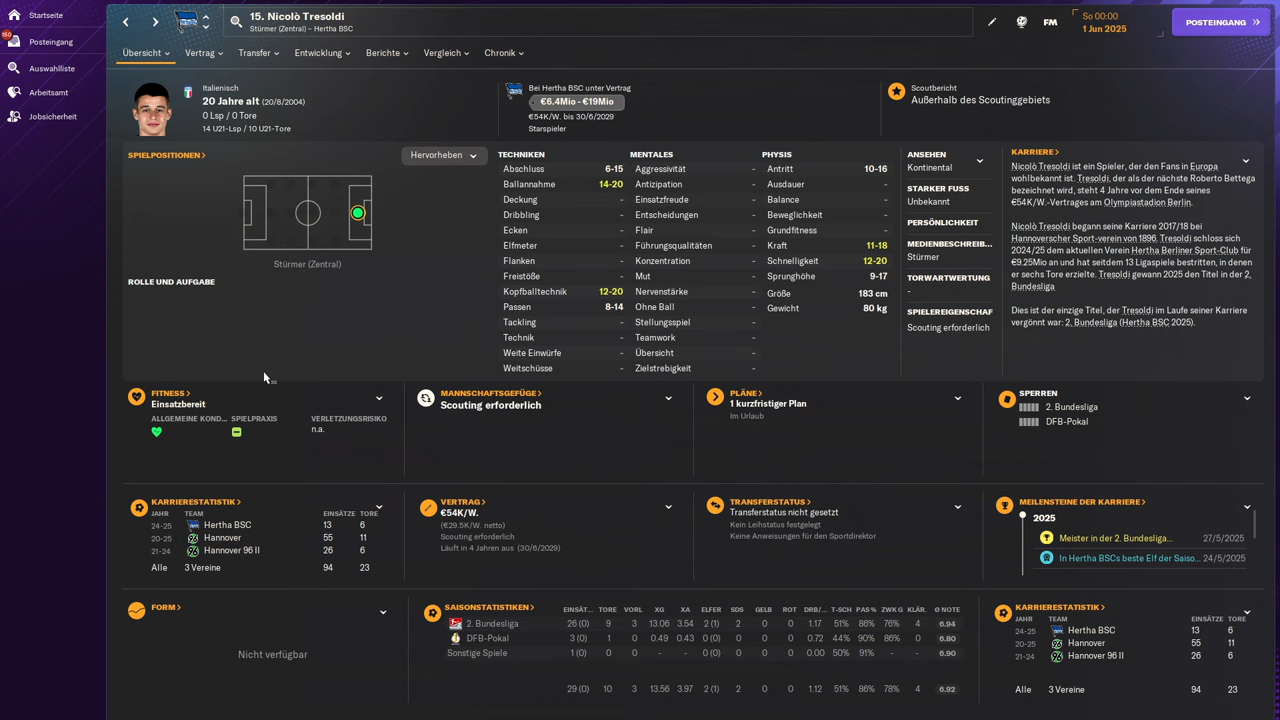 Startseite
150
Posteingang
Auswahlliste
Arbeitsamt
Jobsicherheit
15. Nicolò Tresoldi
Stürmer (Zentral) – Hertha BSC
FM
So 00:00
1 Jun 2025
POSTEINGANG
Übersicht
Vertrag
Transfer
Entwicklung
Berichte
Vergleich
Chronik
Italienisch
20 Jahre alt (20/8/2004)
0 Lsp / 0 Tore
14 U21-Lsp / 10 U21-Tore
Bei Hertha BSC unter Vertrag
€6.4Mio - €19Mio
€54K/W. bis 30/6/2029
Starspieler
Scoutbericht
Außerhalb des Scoutinggebiets
SPIELPOSITIONEN
Hervorheben
Stürmer (Zentral)
ROLLE UND AUFGABE
TECHNIKEN
Abschluss 6-15
Ballannahme 14-20
Deckung -
Dribbling -
Ecken -
Elfmeter -
Flanken -
Freistöße -
Kopfballtechnik 12-20
Passen 8-14
Tackling -
Technik -
Weite Einwürfe -
Weitschüsse -
MENTALES
Aggressivität -
Antizipation -
Einsatzfreude -
Entscheidungen -
Flair -
Führungsqualitäten -
Konzentration -
Mut -
Nervenstärke -
Ohne Ball -
Stellungsspiel -
Teamwork -
Übersicht -
Zielstrebigkeit -
PHYSIS
Antritt 10-16
Ausdauer -
Balance -
Beweglichkeit -
Grundfitness -
Kraft 11-18
Schnelligkeit 12-20
Sprunghöhe 9-17
Größe 183 cm
Gewicht 80 kg
ANSEHEN
Kontinental
STARKER FUSS
Unbekannt
PERSÖNLICHKEIT
MEDIENBESCHREIB...
Stürmer
TORWARTWERTUNG
-
SPIELEREIGENSCHAF
Scouting erforderlich
KARRIERE
Nicolò Tresoldi ist ein Spieler, der den Fans in Europa
wohlbekannt ist. Tresoldi, der als der nächste Roberto Bettega
bezeichnet wird, steht 4 Jahre vor dem Ende seines
€54K/W.-Vertrages am Olympiastadion Berlin.
Nicolò Tresoldi begann seine Karriere 2017/18 bei
Hannoverscher Sport-verein von 1896. Tresoldi schloss sich
2024/25 dem aktuellen Verein Hertha Berliner Sport-Club für
€9.25Mio an und hat seitdem 13 Ligaspiele bestritten, in denen
er sechs Tore erzielte. Tresoldi gewann 2025 den Titel in der 2.
Bundesliga
Dies ist der einzige Titel, der Tresoldi im Laufe seiner Karriere
vergönnt war: 2. Bundesliga (Hertha BSC 2025).
FITNESS
Einsatzbereit
ALLGEMEINE KOND... SPIELPRAXIS VERLETZUNGSRISIKO
n.a.
MANNSCHAFTSGEFÜGE
Scouting erforderlich
PLÄNE
1 kurzfristiger Plan
Im Urlaub
SPERREN
2. Bundesliga
DFB-Pokal
KARRIERESTATISTIK
JAHR TEAM EINSÄTZE TORE
24-25 Hertha BSC 13 6
20-25 Hannover 55 11
21-24 Hannover 96 II 26 6
Alle 3 Vereine 94 23
VERTRAG
€54K/W.
(€29.5K/W. netto)
Scouting erforderlich
Läuft in 4 Jahren aus (30/6/2029)
TRANSFERSTATUS
Transferstatus nicht gesetzt
Kein Leihstatus festgelegt
Keine Anweisungen für den Sportdirektor
MEILENSTEINE DER KARRIERE
2025
Meister in der 2. Bundesliga... 27/5/2025
In Hertha BSCs beste Elf der Saiso... 24/5/2025
FORM
Nicht verfügbar
SAISONSTATISTIKEN EINSÄT... TORE VORL XG XA ELFER SDS GELB ROT DRB/... T-SCH PAS % ZWK G KLÄR. Ø NOTE
2. Bundesliga 26 (0) 9 3 13.06 3.54 2 (1) 2 0 0 1.17 51% 86% 76% 4 6.94
DFB-Pokal 3 (0) 1 0 0.49 0.43 0 (0) 0 0 0 0.72 44% 90% 86% 0 6.80
Sonstige Spiele 1 (0) 0 0 - - 0 (0) 0 0 0 0.00 50% 91% - - 6.90
29 (0) 10 3 13.56 3.97 2 (1) 2 0 0 1.12 51% 86% 78% 4 6.92
KARRIERESTATISTIK
JAHR TEAM EINSÄTZE TORE
24-25 Hertha BSC 13 6
20-25 Hannover 55 11
21-24 Hannover 96 II 26 6
Alle 3 Vereine 94 23